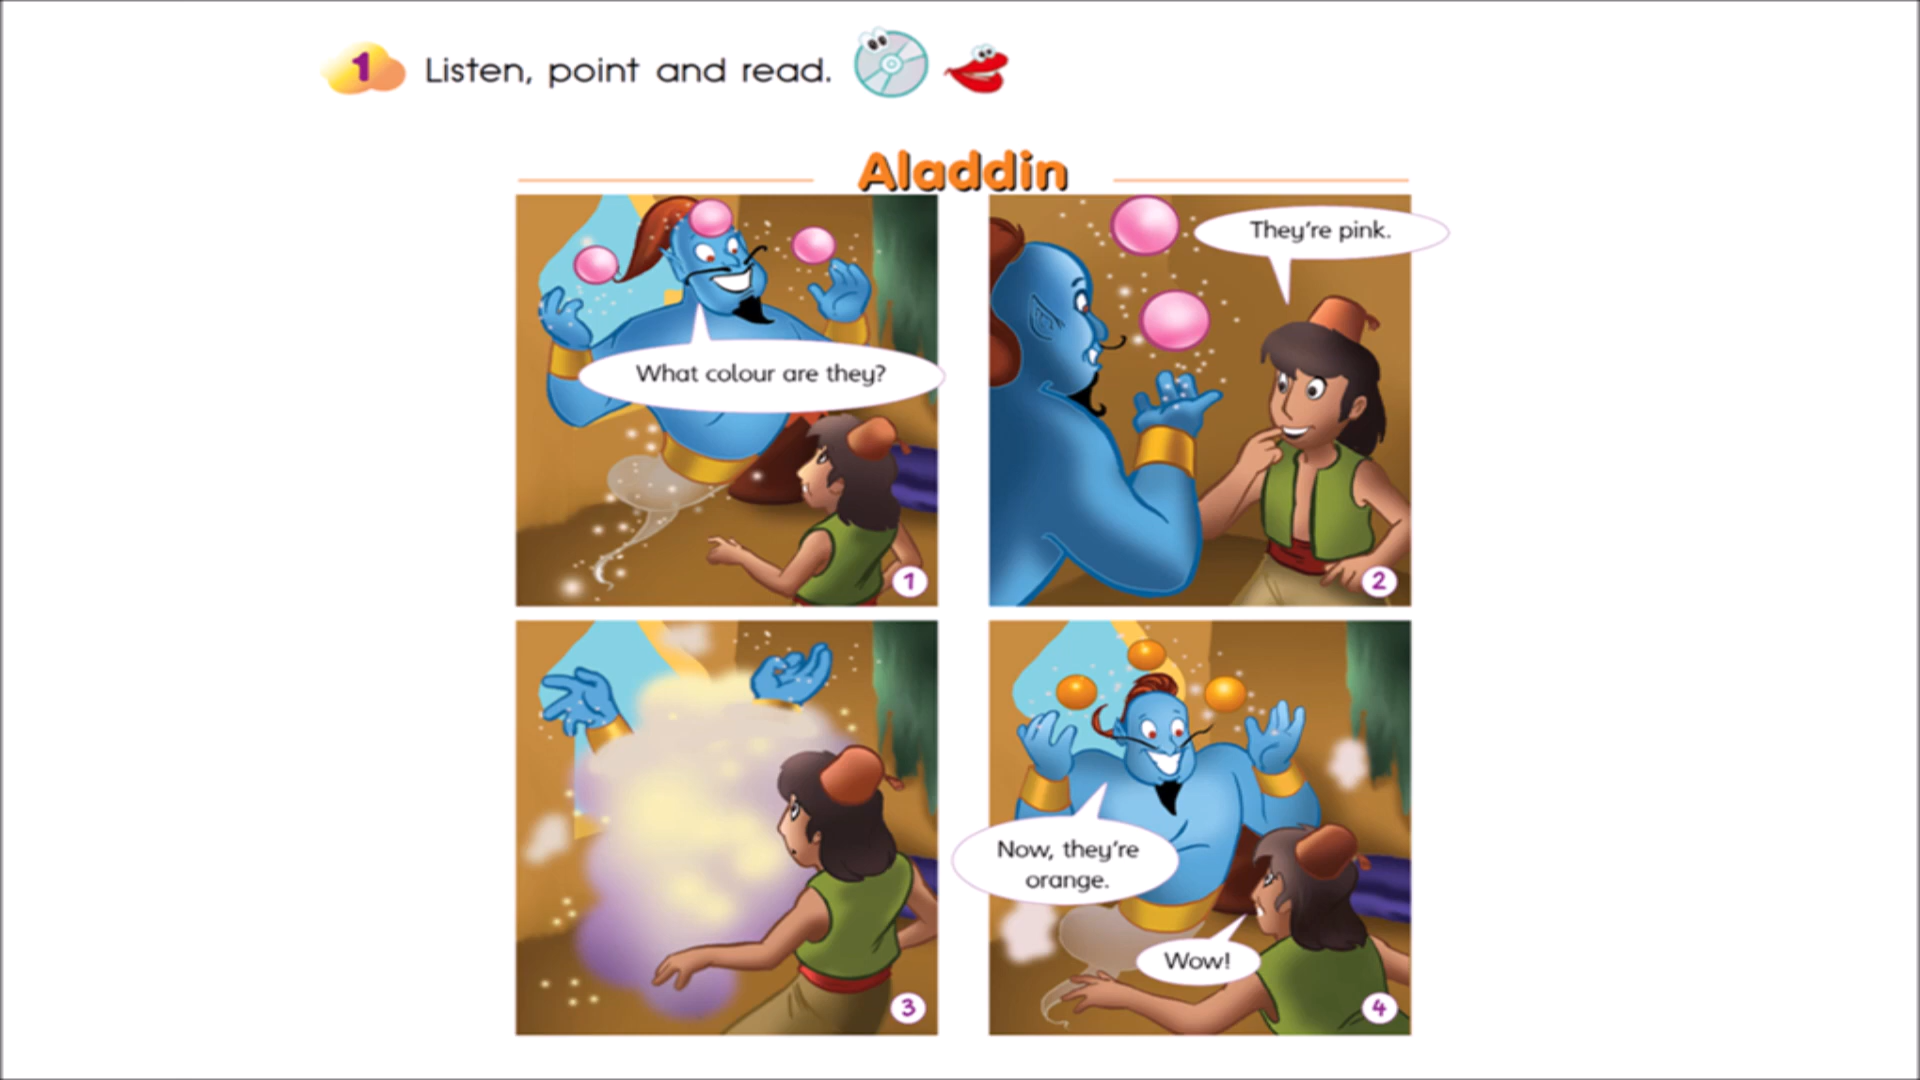 1 Listen, point and read.
Aladdin
What colour are they?
1
They're pink.
2
3
Now, they're
orange.
Wow!
4